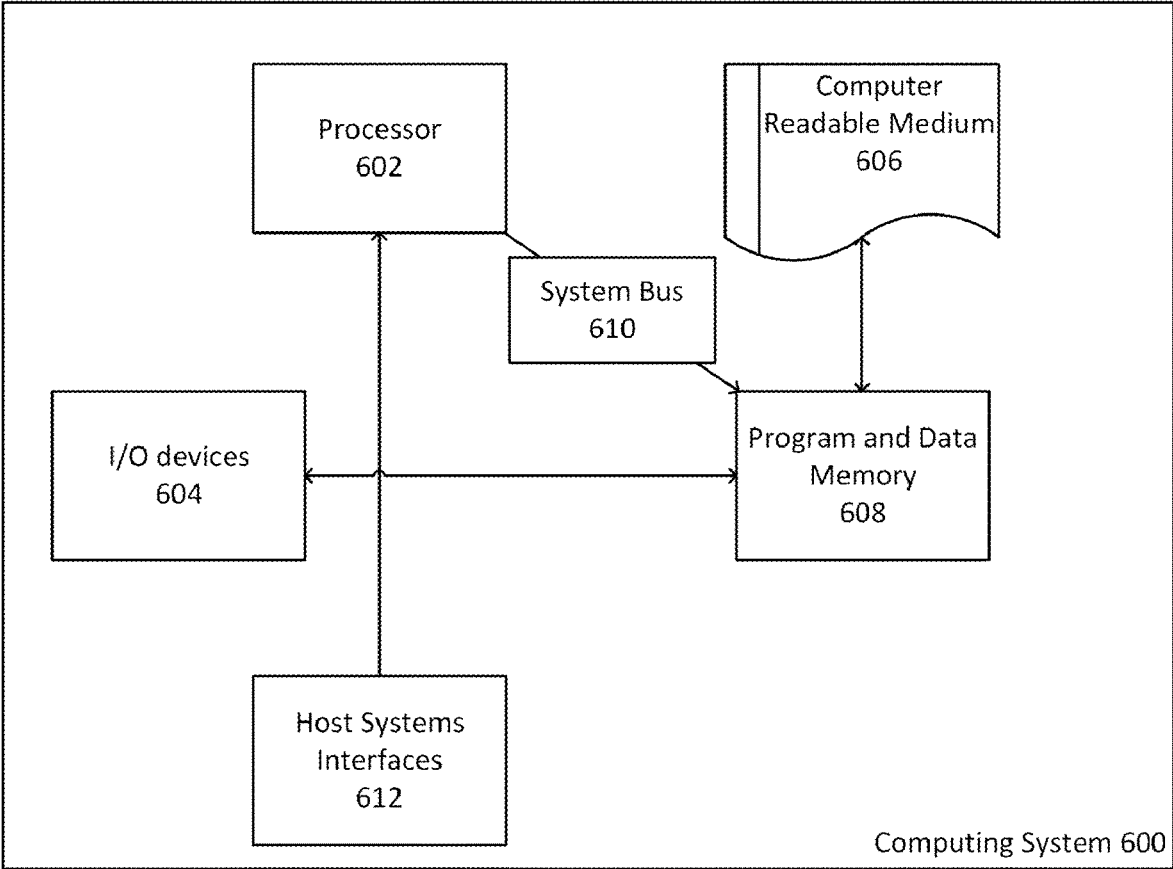 Processor
602
Computer
Readable Medium
606
System Bus
610
I/O devices
604
Program and Data
Memory
608
Host Systems
Interfaces
612
Computing System 600